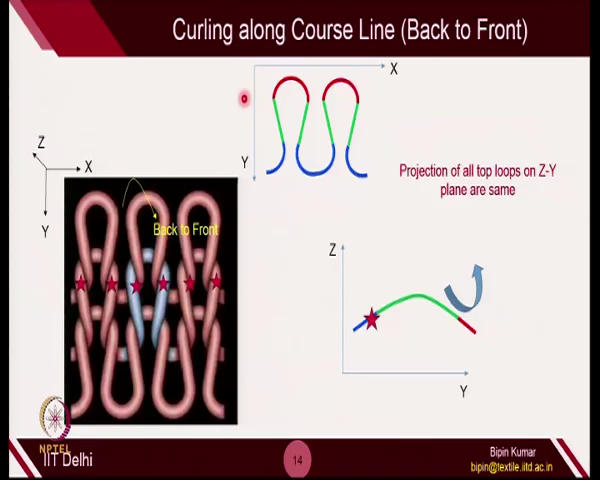 Curling along Course Line (Back to Front)
X
Y
Z
X
Y
Back to Front
Projection of all top loops on Z-Y
plane are same
Z
Y
NPTEL
IIT Delhi
14
Bipin Kumar
bipin@textile.iitd.ac.in